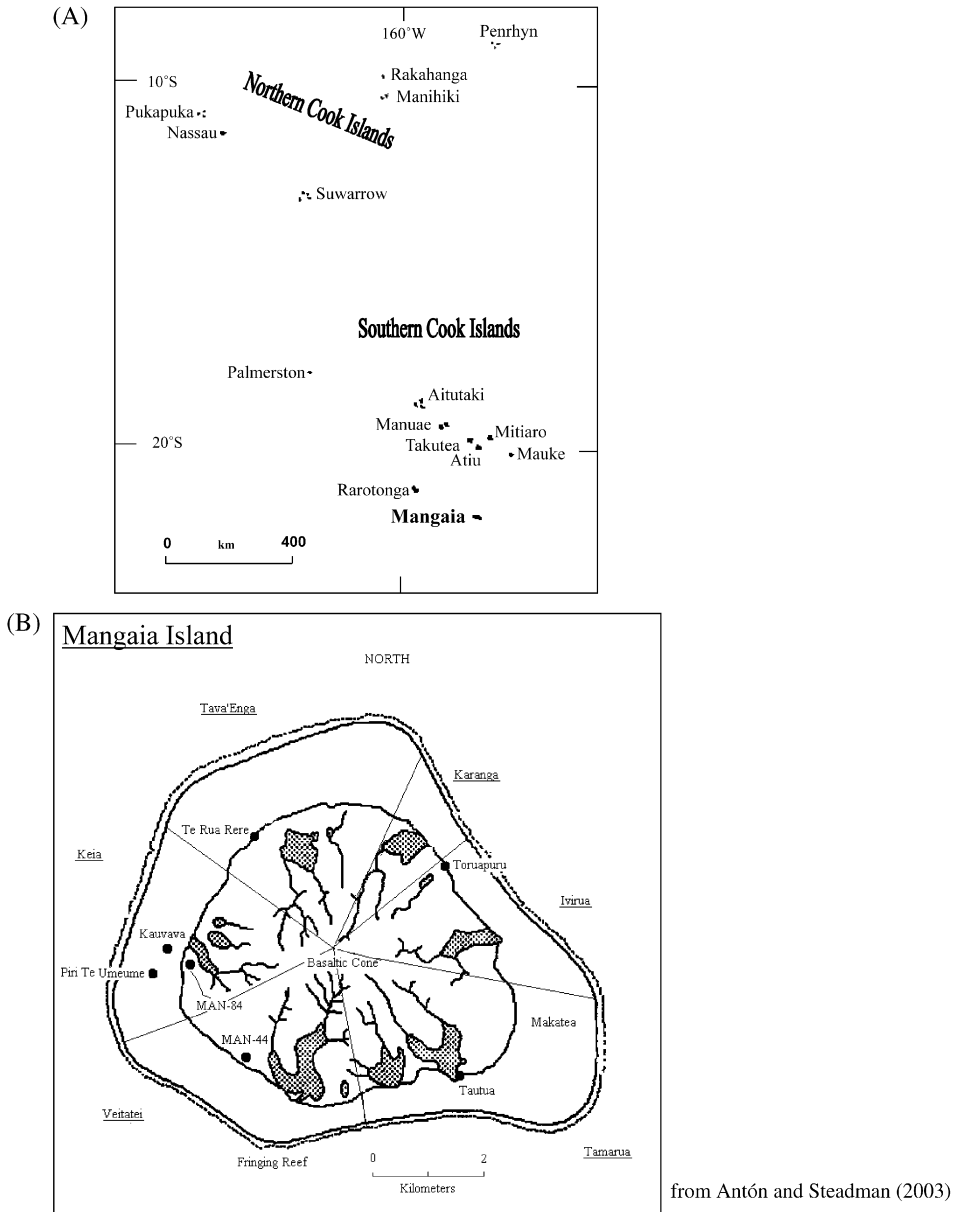 (A)
160°W
Penrhyn
10°S
Rakahanga
Manihiki
Northern Cook Islands
Pukapuka
Nassau
Suwarrow
Southern Cook Islands
Palmerston
Aitutaki
Manuae
Mitiaro
20°S
Takutea
Mauke
Atiu
Rarotonga
Mangaia
0 km 400
(B)
Mangaia Island
NORTH
Tava'Enga
Karanga
Te Rua Rere
Keia
Toruapuru
Ivirua
Kauvava
Basaltic Cone
Piri Te Umeume
MAN-84
Makatea
MAN-44
Tautua
Veitatei
Tamarua
Fringing Reef
0 2
Kilometers
from Antón and Steadman (2003)